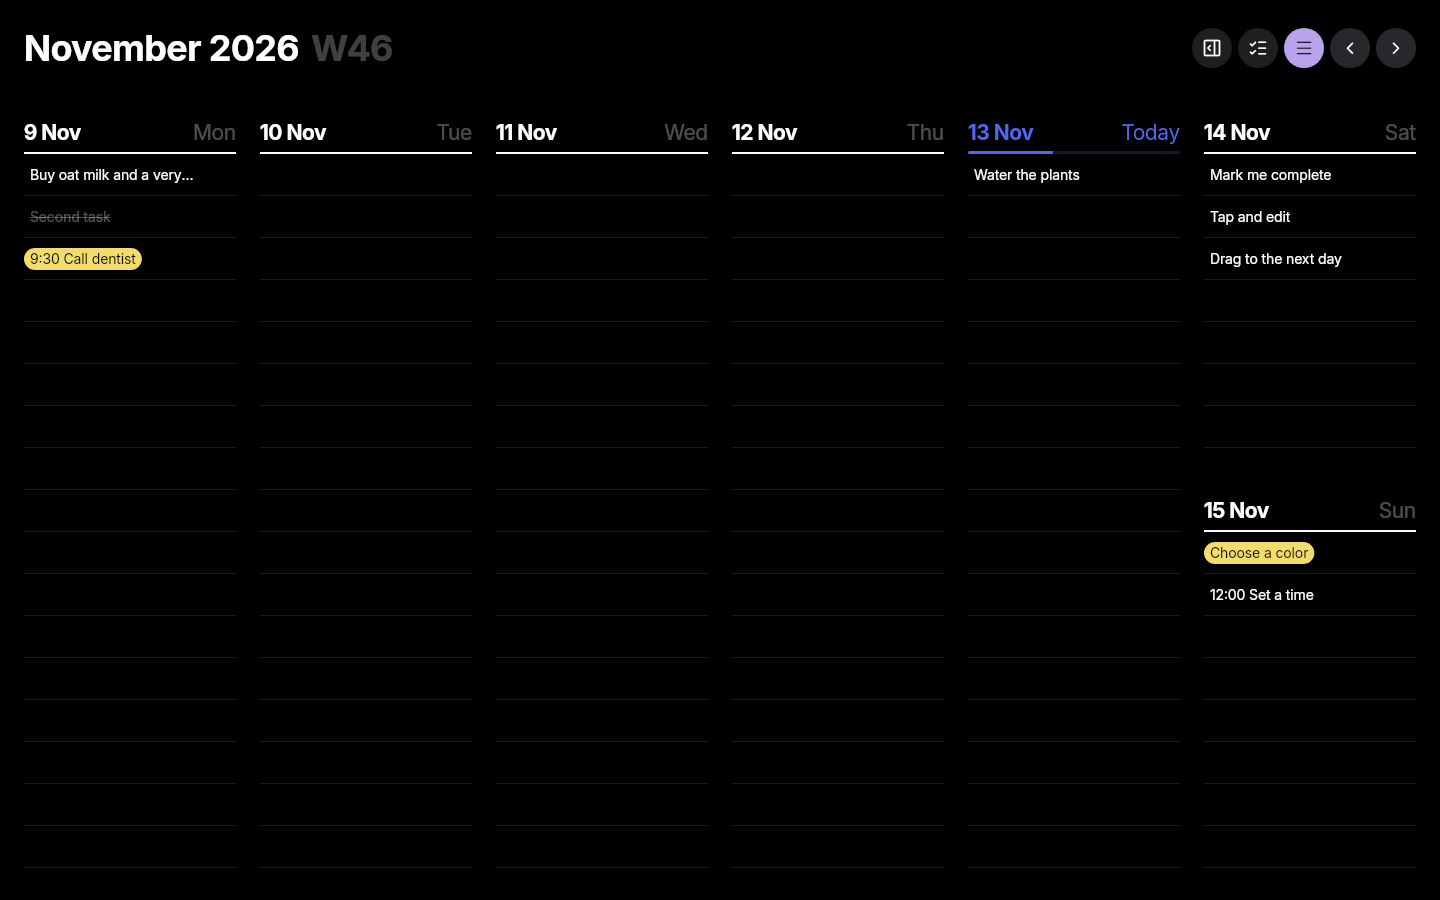 November 2026 W46
9 Nov Mon
Buy oat milk and a very...
Second task
9:30 Call dentist
10 Nov Tue
11 Nov Wed
12 Nov Thu
13 Nov Today
Water the plants
14 Nov Sat
Mark me complete
Tap and edit
Drag to the next day
15 Nov Sun
Choose a color
12:00 Set a time